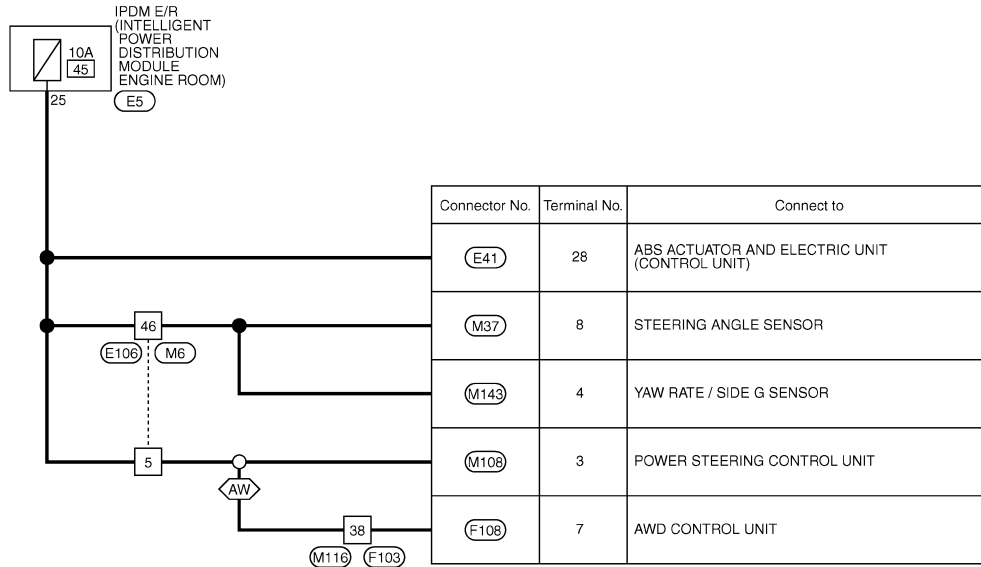 IPDM E/R
(INTELLIGENT
POWER
DISTRIBUTION
MODULE
ENGINE ROOM)
10A
45
25
E5
Connector No. Terminal No. Connect to
E41 28 ABS ACTUATOR AND ELECTRIC UNIT
(CONTROL UNIT)
46
M37 8 STEERING ANGLE SENSOR
E106 M6
M143 4 YAW RATE / SIDE G SENSOR
5
M108 3 POWER STEERING CONTROL UNIT
AW
38
F108 7 AWD CONTROL UNIT
M116 F103